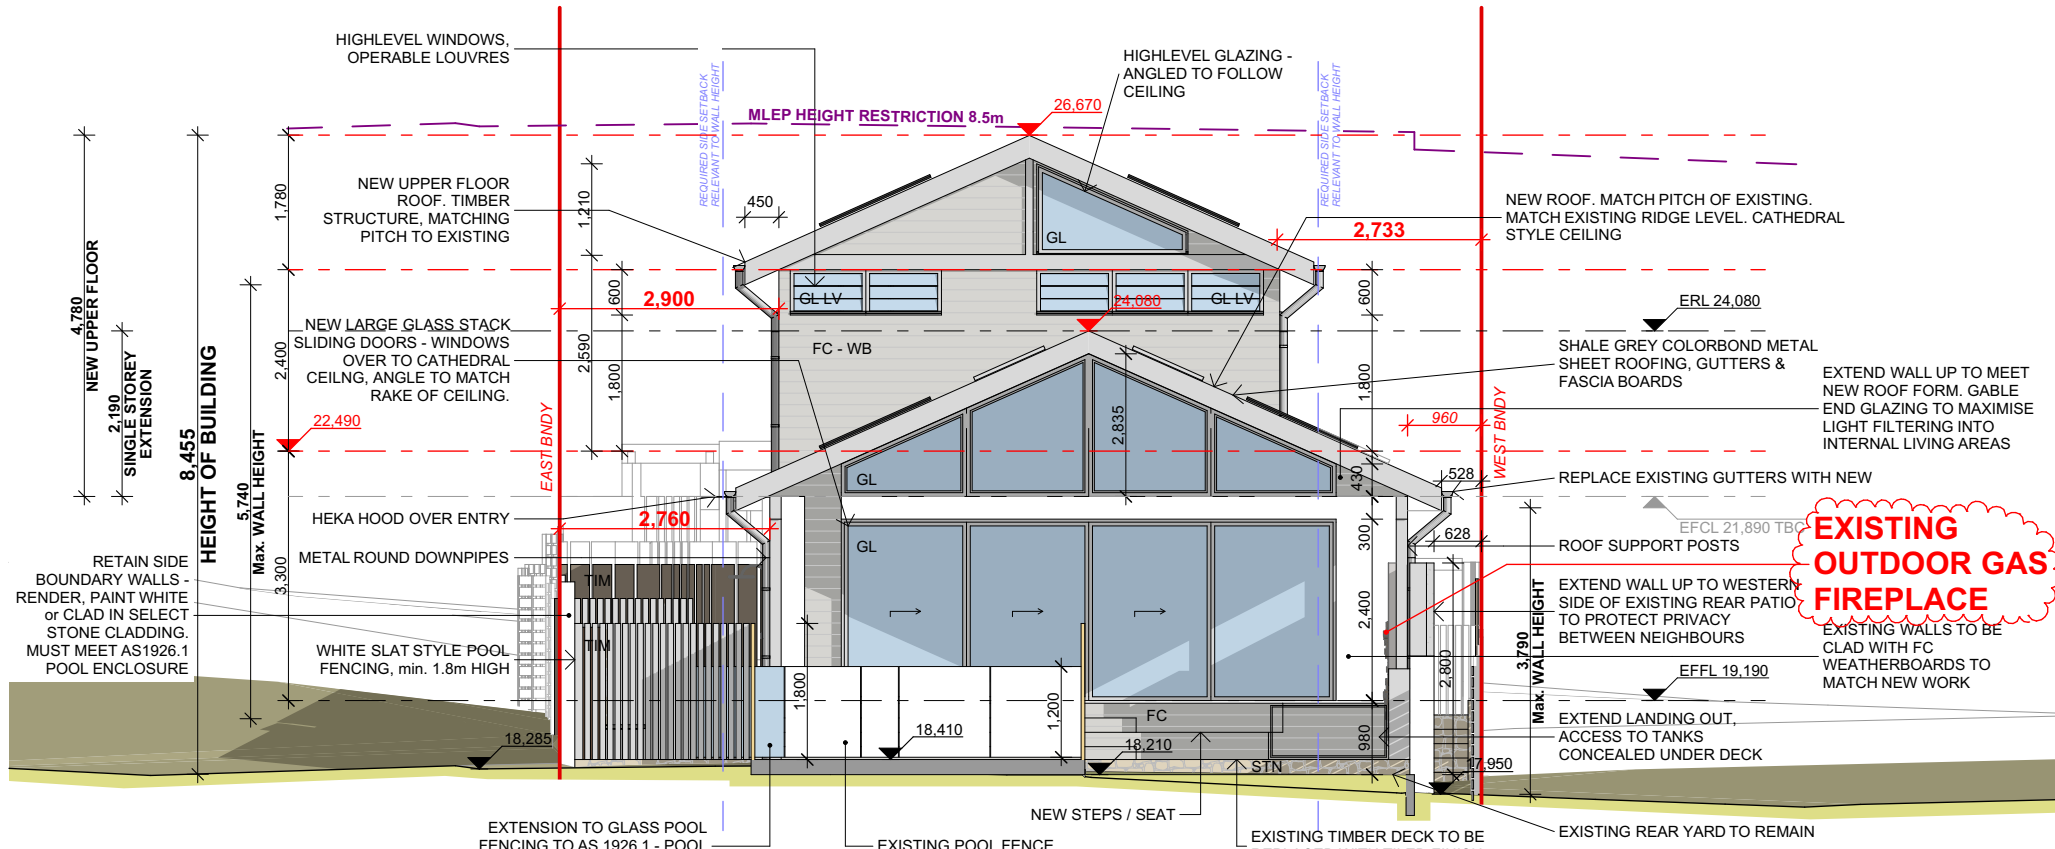 HIGHLEVEL WINDOWS,
OPERABLE LOUVRES
REQUIRED SIDE SETBACK
RELEVANT TO WALL HEIGHT
MLEP HEIGHT RESTRICTION 8.5m
26,670
HIGHLEVEL GLAZING -
ANGLED TO FOLLOW
CEILING
REQUIRED SIDE SETBACK
RELEVANT TO WALL HEIGHT
NEW UPPER FLOOR
ROOF. TIMBER
STRUCTURE, MATCHING
PITCH TO EXISTING
1,780
1,210
450
GL
2,733
NEW ROOF. MATCH PITCH OF EXISTING.
MATCH EXISTING RIDGE LEVEL. CATHEDRAL
STYLE CEILING
4,780
NEW UPPER FLOOR
2,190
SINGLE STOREY
EXTENSION
8,455
HEIGHT OF BUILDING
5,740
Max. WALL HEIGHT
2,400
3,300
22,490
2,900
600
2,590
1,800
GL LV
GL LV
24,080
600
1,800
ERL 24,080
NEW LARGE GLASS STACK
SLIDING DOORS - WINDOWS
OVER TO CATHEDRAL
CEILNG, ANGLE TO MATCH
RAKE OF CEILING.
FC - WB
SHALE GREY COLORBOND METAL
SHEET ROOFING, GUTTERS &
FASCIA BOARDS
EXTEND WALL UP TO MEET
NEW ROOF FORM. GABLE
END GLAZING TO MAXIMISE
LIGHT FILTERING INTO
INTERNAL LIVING AREAS
EAST BNDY
WEST BNDY
960
2,835
GL
430
528
REPLACE EXISTING GUTTERS WITH NEW
HEKA HOOD OVER ENTRY
2,760
EFCL 21,890 TBC
EXISTING
OUTDOOR GAS
FIREPLACE
METAL ROUND DOWNPIPES
GL
300
628
ROOF SUPPORT POSTS
RETAIN SIDE
BOUNDARY WALLS -
RENDER, PAINT WHITE
or CLAD IN SELECT
STONE CLADDING.
MUST MEET AS1926.1
POOL ENCLOSURE
TIM
TIM
WHITE SLAT STYLE POOL
FENCING, min. 1.8m HIGH
2,400
2,800
3,790
Max. WALL HEIGHT
EXTEND WALL UP TO WESTERN
SIDE OF EXISTING REAR PATIO
TO PROTECT PRIVACY
BETWEEN NEIGHBOURS
EXISTING WALLS TO BE
CLAD WITH FC
WEATHERBOARDS TO
MATCH NEW WORK
EFFL 19,190
1,800
1,200
FC
980
EXTEND LANDING OUT,
ACCESS TO TANKS
CONCEALED UNDER DECK
18,285
18,410
18,210
STN
17,950
NEW STEPS / SEAT
EXTENSION TO GLASS POOL
FENCING TO AS 1926.1 - POOL
EXISTING POOL FENCE
EXISTING TIMBER DECK TO BE
EXISTING REAR YARD TO REMAIN